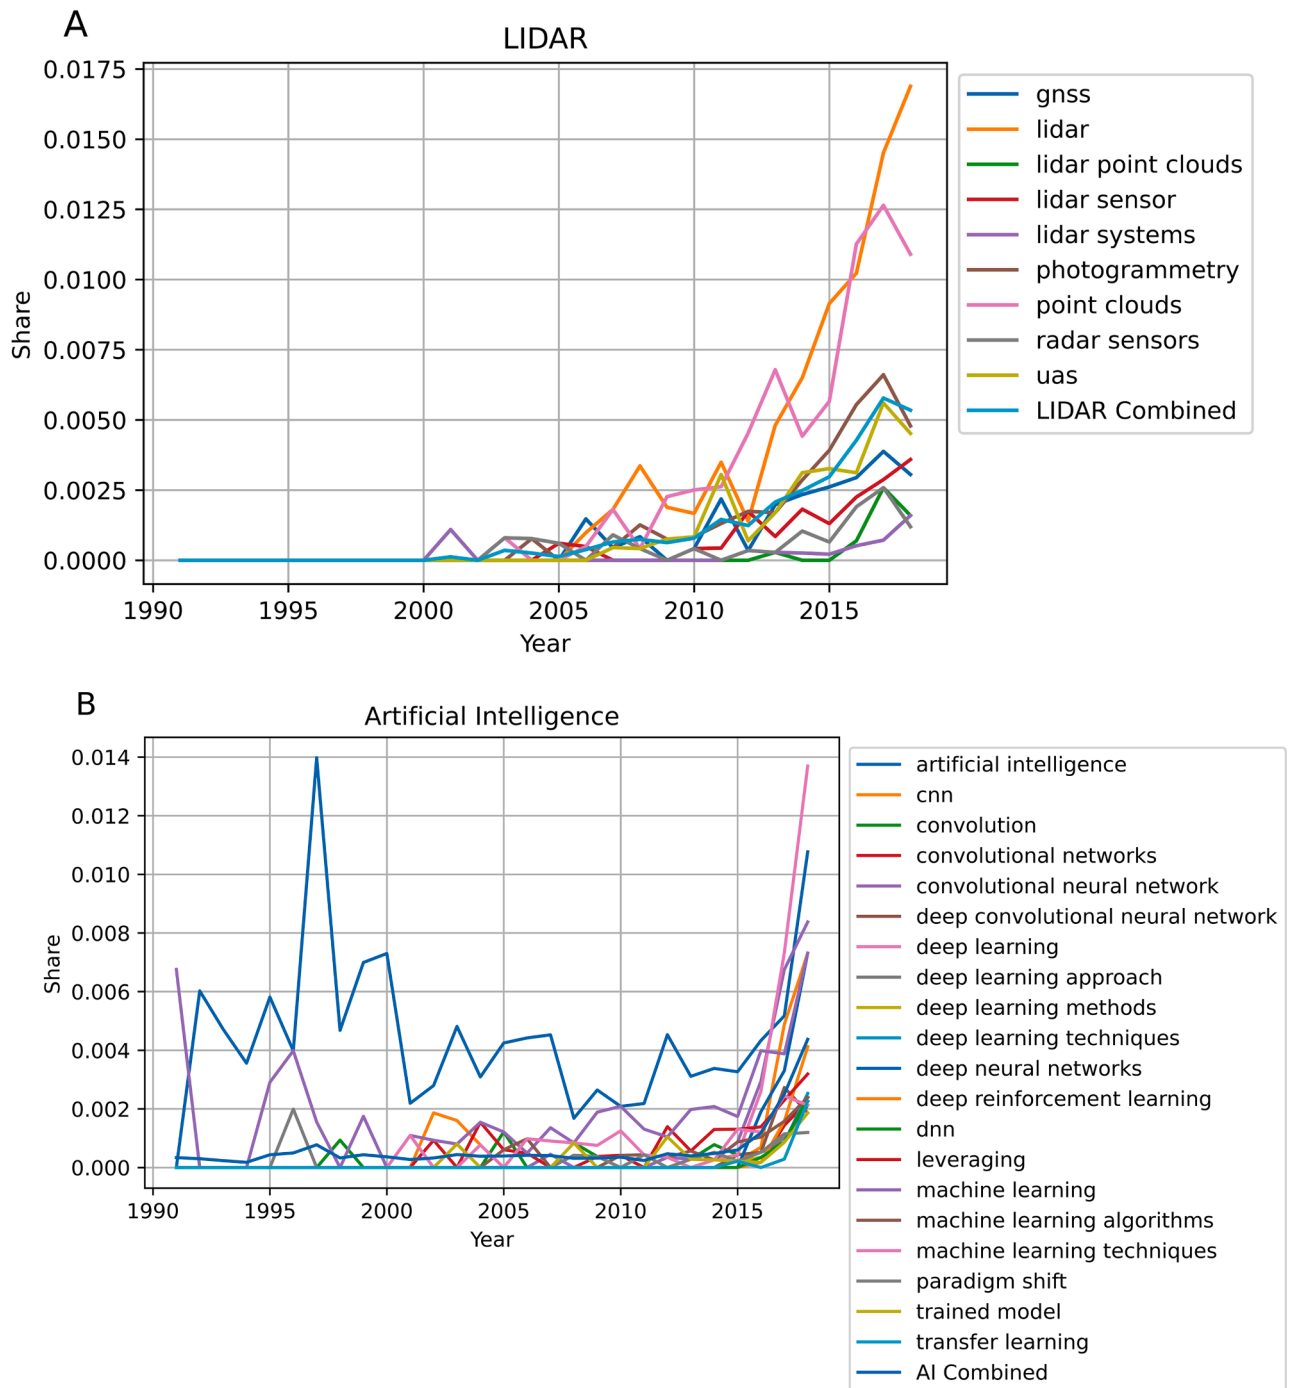 A
LIDAR
0.0175
0.0150
0.0125
0.0100
0.0075
0.0050
0.0025
0.0000
Share
1990 1995 2000 2005 2010 2015
Year
gnss
lidar
lidar point clouds
lidar sensor
lidar systems
photogrammetry
point clouds
radar sensors
uas
LIDAR Combined
B
Artificial Intelligence
0.014
0.012
0.010
0.008
0.006
0.004
0.002
0.000
Share
1990 1995 2000 2005 2010 2015
Year
artificial intelligence
cnn
convolution
convolutional networks
convolutional neural network
deep convolutional neural network
deep learning
deep learning approach
deep learning methods
deep learning techniques
deep neural networks
deep reinforcement learning
dnn
leveraging
machine learning
machine learning algorithms
machine learning techniques
paradigm shift
trained model
transfer learning
AI Combined